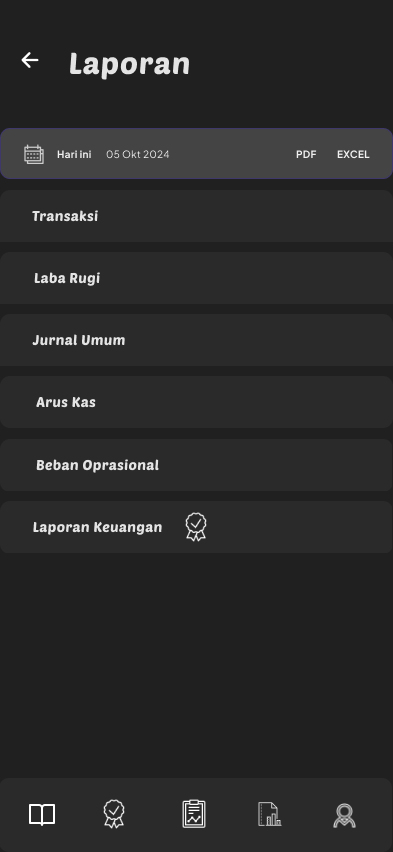 Laporan
Hari ini 05 Okt 2024 PDF EXCEL
Transaksi
Laba Rugi
Jurnal Umum
Arus Kas
Beban Oprasional
Laporan Keuangan